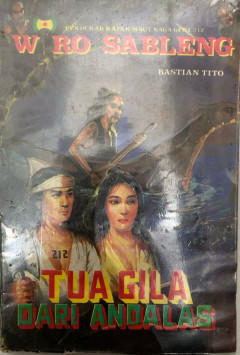 PENDEKAR KAPAK MAUT NAGA GENI 212
W RO SABLENG
BASTIAN TITO
212
TUA GILA
DARI ANDALAS